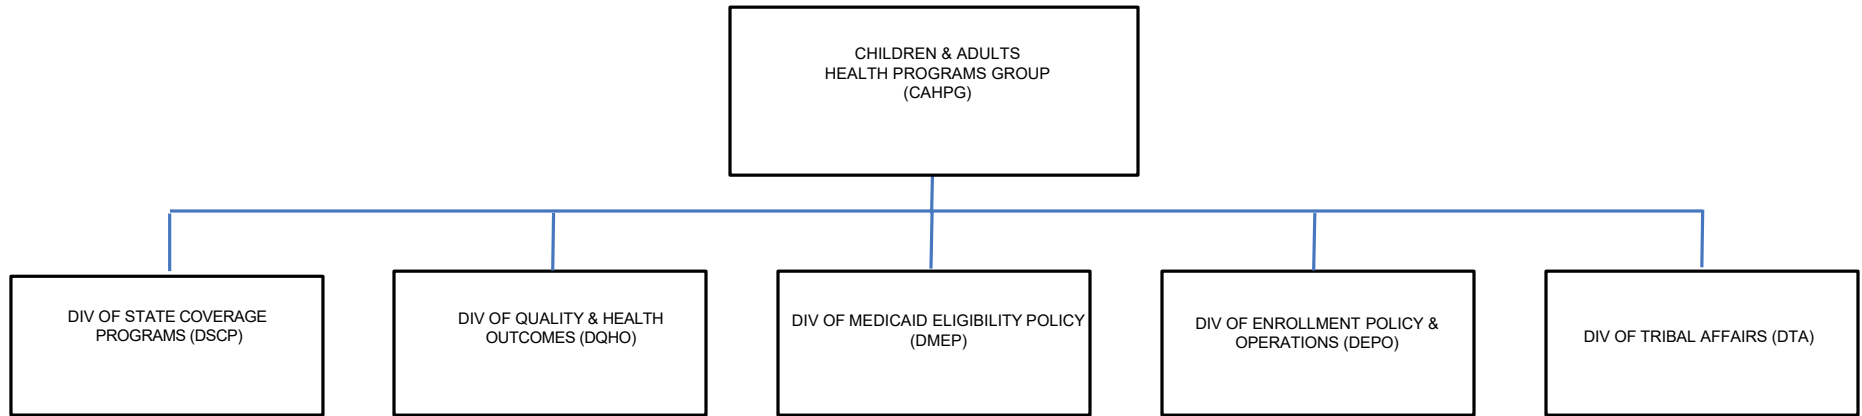 CHILDREN & ADULTS
HEALTH PROGRAMS GROUP
(CAHPG)
DIV OF STATE COVERAGE
PROGRAMS (DSCP)
DIV OF QUALITY & HEALTH
OUTCOMES (DQHO)
DIV OF MEDICAID ELIGIBILITY POLICY
(DMEP)
DIV OF ENROLLMENT POLICY &
OPERATIONS (DEPO)
DIV OF TRIBAL AFFAIRS (DTA)